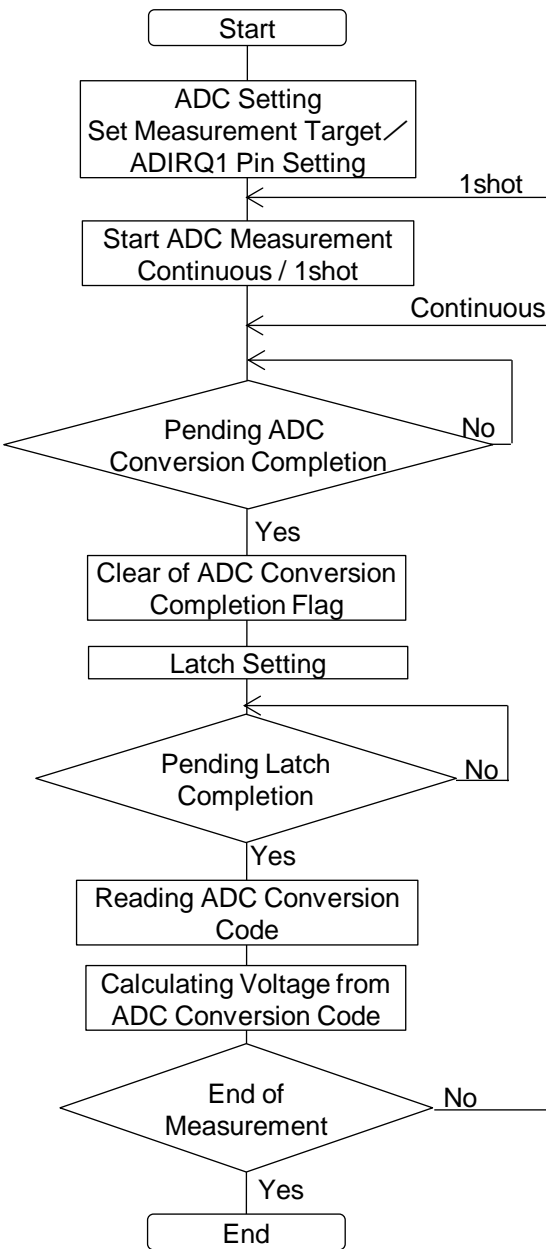 Start
ADC Setting
Set Measurement Target／
ADIRQ1 Pin Setting
1shot
Start ADC Measurement
Continuous / 1shot
Continuous
Pending ADC
Conversion Completion
No
Yes
Clear of ADC Conversion
Completion Flag
Latch Setting
Pending Latch
Completion
No
Yes
Reading ADC Conversion
Code
Calculating Voltage from
ADC Conversion Code
End of
Measurement
No
Yes
End